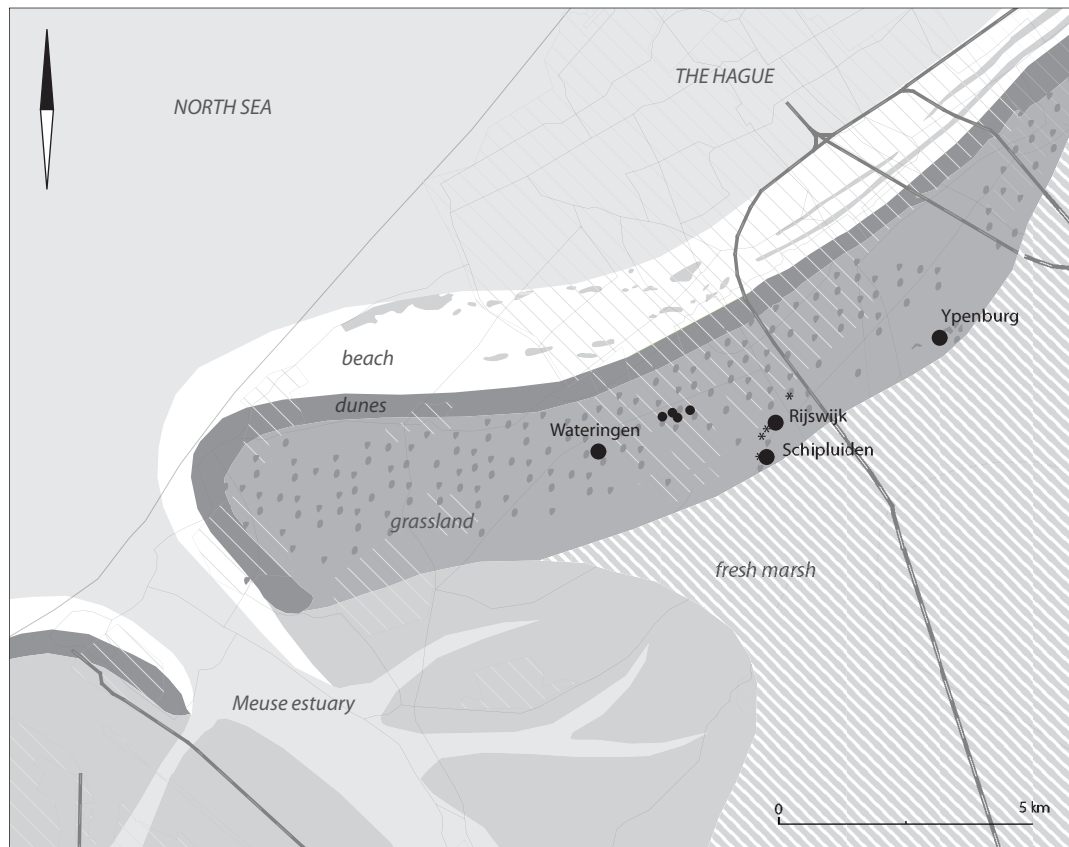 THE HAGUE
NORTH SEA
Ypenburg
beach
dunes
Rijswijk
Wateringen
Schipluiden
grassland
fresh marsh
Meuse estuary
0 5 km